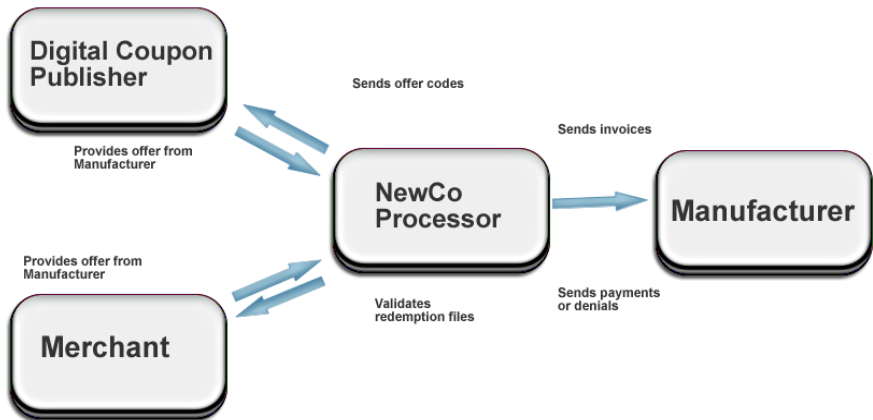 Digital Coupon
Publisher
Sends offer codes
Sends invoices
Provides offer from
Manufacturer
NewCo
Processor
Manufacturer
Provides offer from
Manufacturer
Validates
redemption files
Sends payments
or denials
Merchant